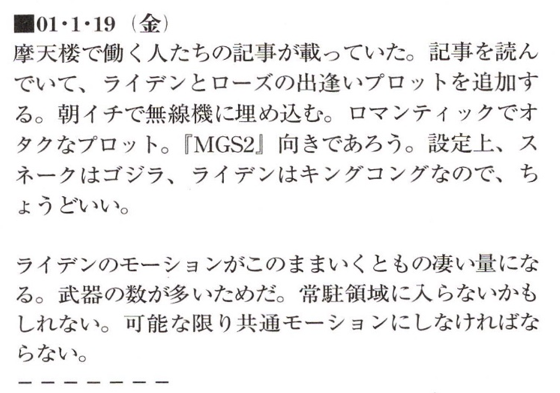 ■01・1・19（金）
摩天楼で働く人たちの記事が載っていた。記事を読ん
でいて、ライデンとローズの出逢いプロットを追加す
る。朝イチで無線機に埋め込む。ロマンティックでオ
タクなプロット。『MGS2』向きであろう。設定上、ス
ネークはゴジラ、ライデンはキングコングなので、ち
ょうどいい。
ライデンのモーションがこのままいくともの凄い量にな
る。武器の数が多いためだ。常駐領域に入らないかも
しれない。可能な限り共通モーションにしなければな
らない。
－－－－－－－